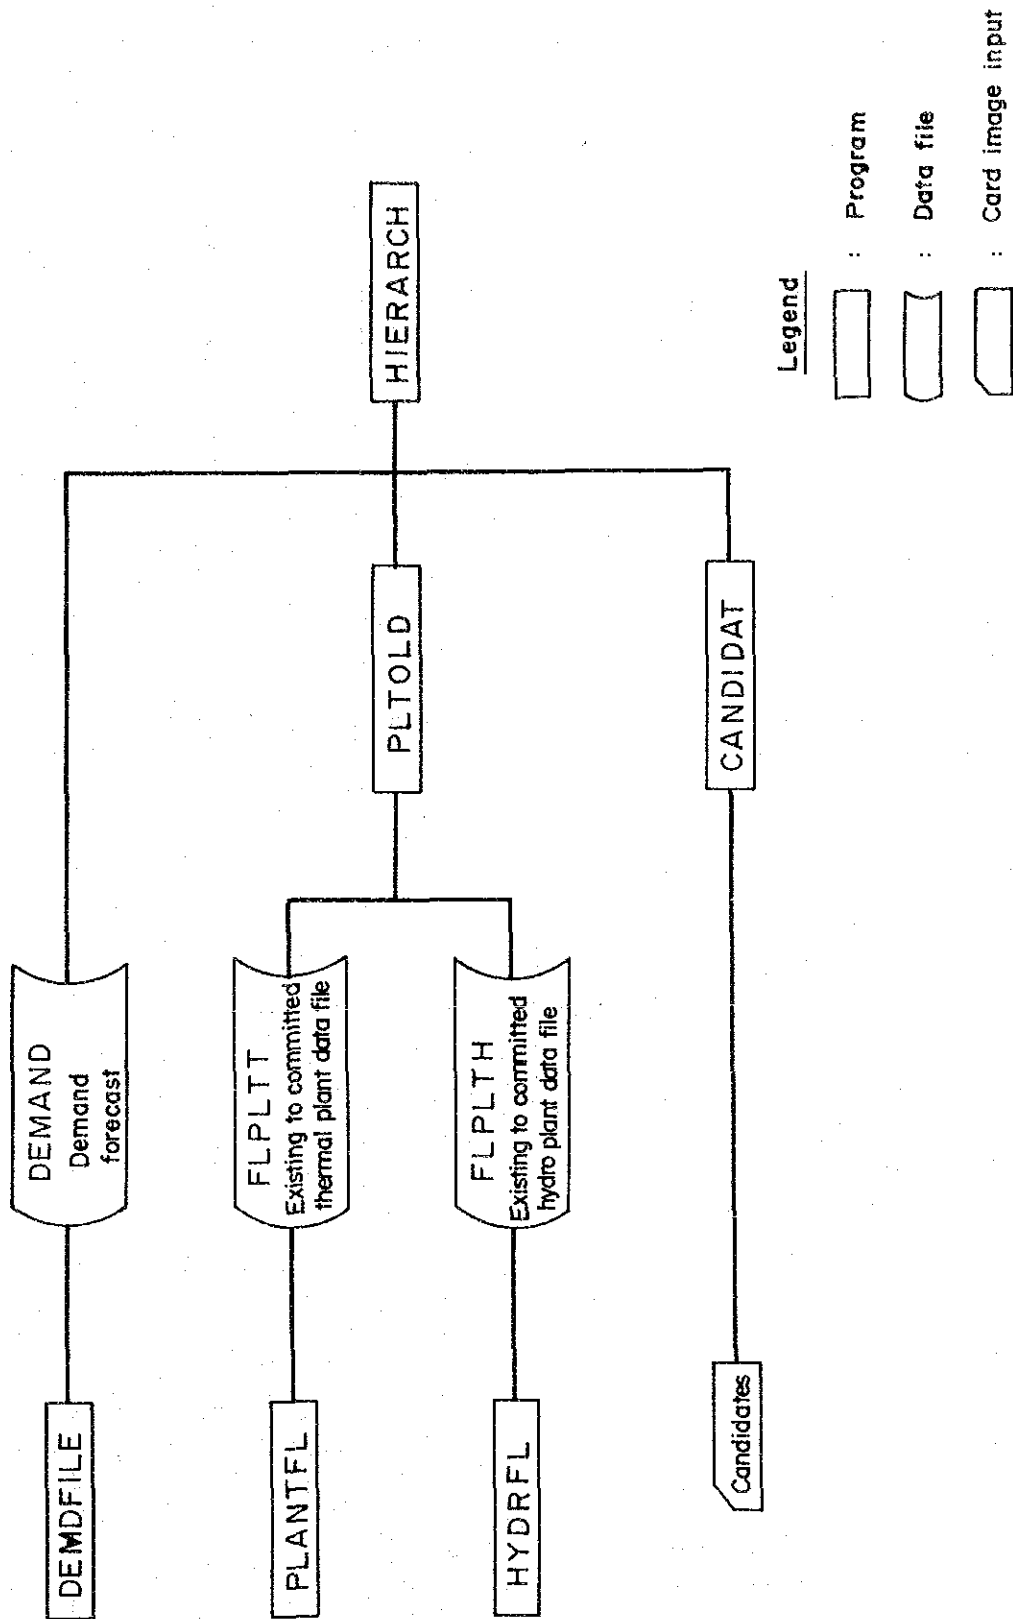 DEMDFILE
DEMAND
Demand
forecast
PLANTFL
FLPLTT
Existing to committed
thermal plant data file
HYDRFL
FLPLTH
Existing to committed
hydro plant data file
PLTOLD
HIERARCH
Candidates
CANDIDAT
Legend
: Program
: Data file
: Card image input